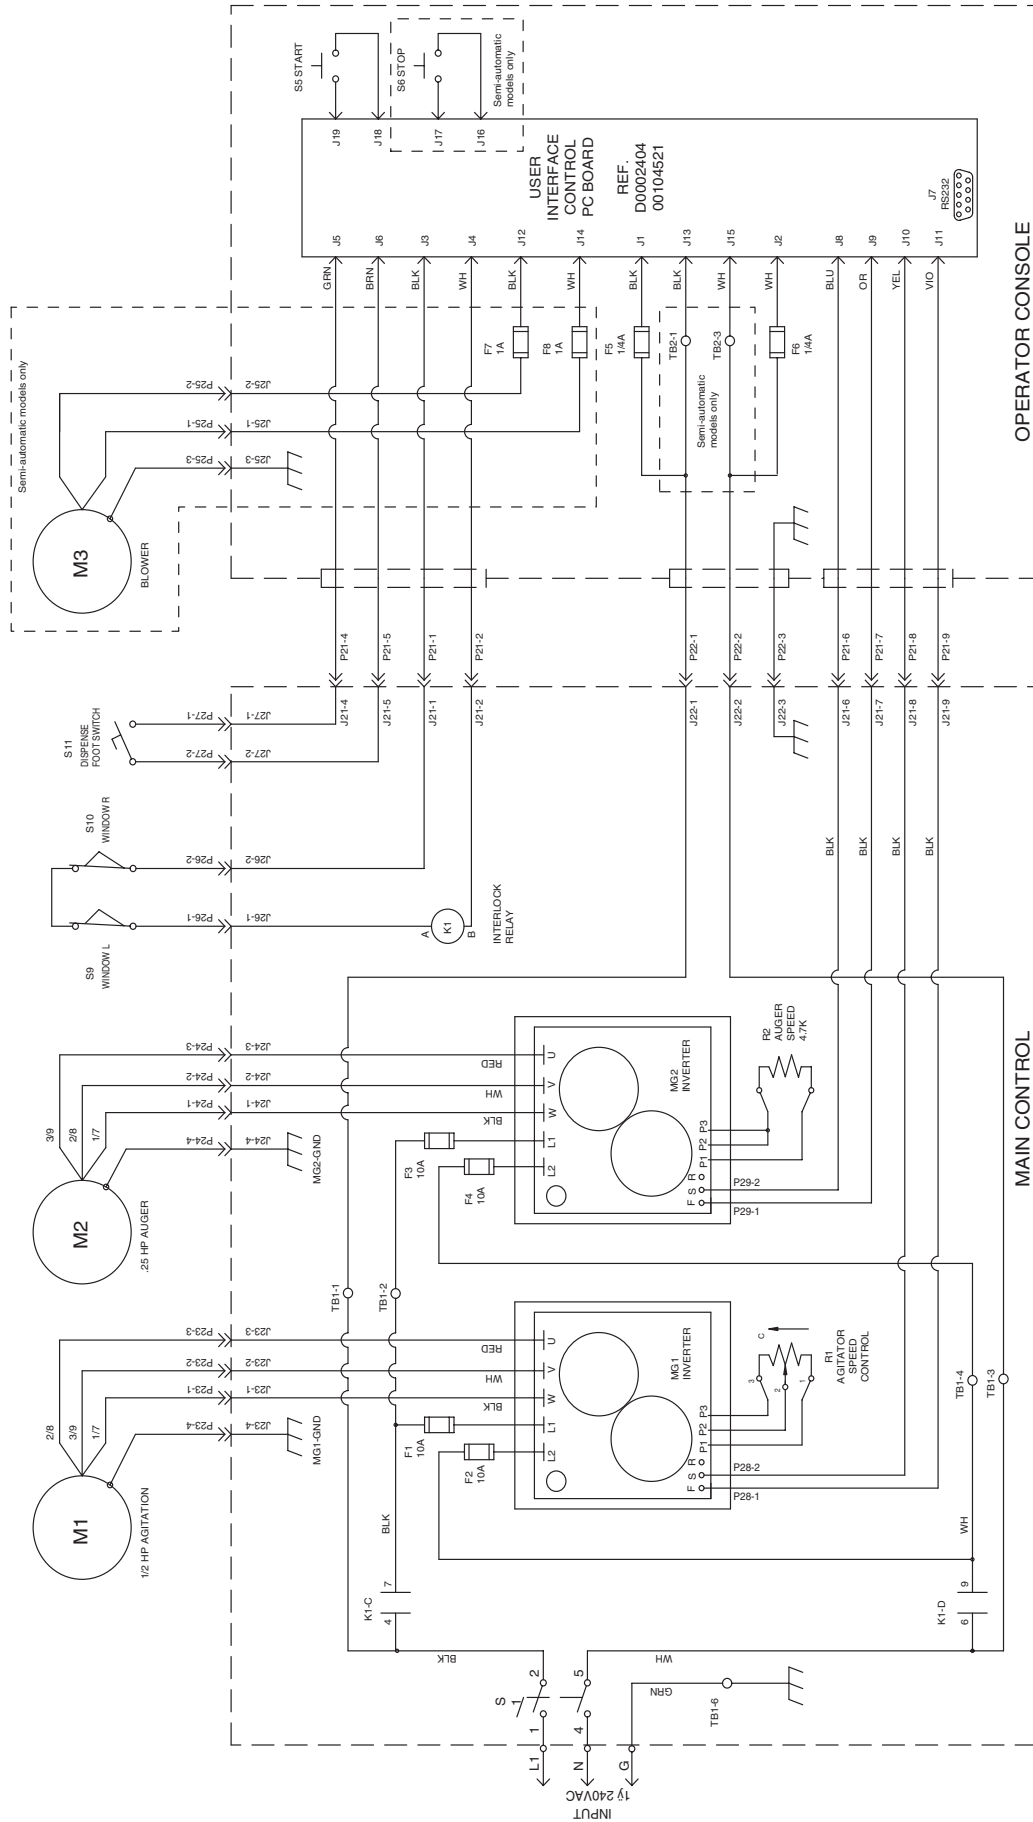 Semi-automatic models only
M3
BLOWER
P25-2
P25-1
P25-3
J25-2
J25-1
J25-3
S5 START
S6 STOP
Semi-automatic
models only
J19
J18
J17
J16
USER
INTERFACE
CONTROL
PC BOARD
REF.
D0002404
00104521
J7
RS232
J5
J6
J3
J4
J12
J14
J1
J13
J15
J2
J8
J9
J10
J11
GRN
BRN
BLK
WH
BLK
WH
BLK
BLK
WH
WH
BLU
OR
YEL
VIO
F7
1A
F8
1A
F5
1/4A
TB2-1
TB2-3
F6
1/4A
Semi-automatic
models only
OPERATOR CONSOLE
P21-4
P21-5
P21-1
P21-2
P22-1
P22-2
P22-3
P21-6
P21-7
P21-8
P21-9
J21-4
J21-5
J21-1
J21-2
J22-1
J22-2
J22-3
J21-6
J21-7
J21-8
J21-9
S11
DISPENSE
FOOT SWITCH
P27-1
P27-2
J27-1
J27-2
S10
WINDOW R
S9
WINDOW L
P26-2
P26-1
J26-2
J26-1
A
K1
B
INTERLOCK
RELAY
BLK
BLK
BLK
BLK
M2
.25 HP AUGER
3/9
2/8
1/7
P24-3
P24-2
P24-1
P24-4
J24-3
J24-2
J24-1
J24-4
MG2-GND
RED
WH
BLK
F3
10A
F4
10A
U
V
W
L1
L2
MG2
INVERTER
P3
P2
P1
R
S
F
P29-2
P29-1
R2
AUGER
SPEED
4.7K
MAIN CONTROL
TB1-1
TB1-2
M1
1/2 HP AGITATION
2/8
3/9
1/7
P23-3
P23-2
P23-1
P23-4
J23-3
J23-2
J23-1
J23-4
MG1-GND
RED
WH
BLK
F1
10A
F2
10A
U
V
W
L1
L2
MG1
INVERTER
P3
P2
P1
R
S
F
P28-2
P28-1
C
3
2
1
R1
AGITATOR
SPEED
CONTROL
TB1-4
TB1-3
BLK
K1-C
7
4
WH
K1-D
9
6
BLK
WH
S
1
2
1
5
4
GRN
TB1-6
L1
N
G
INPUT
1ÿ 240VAC